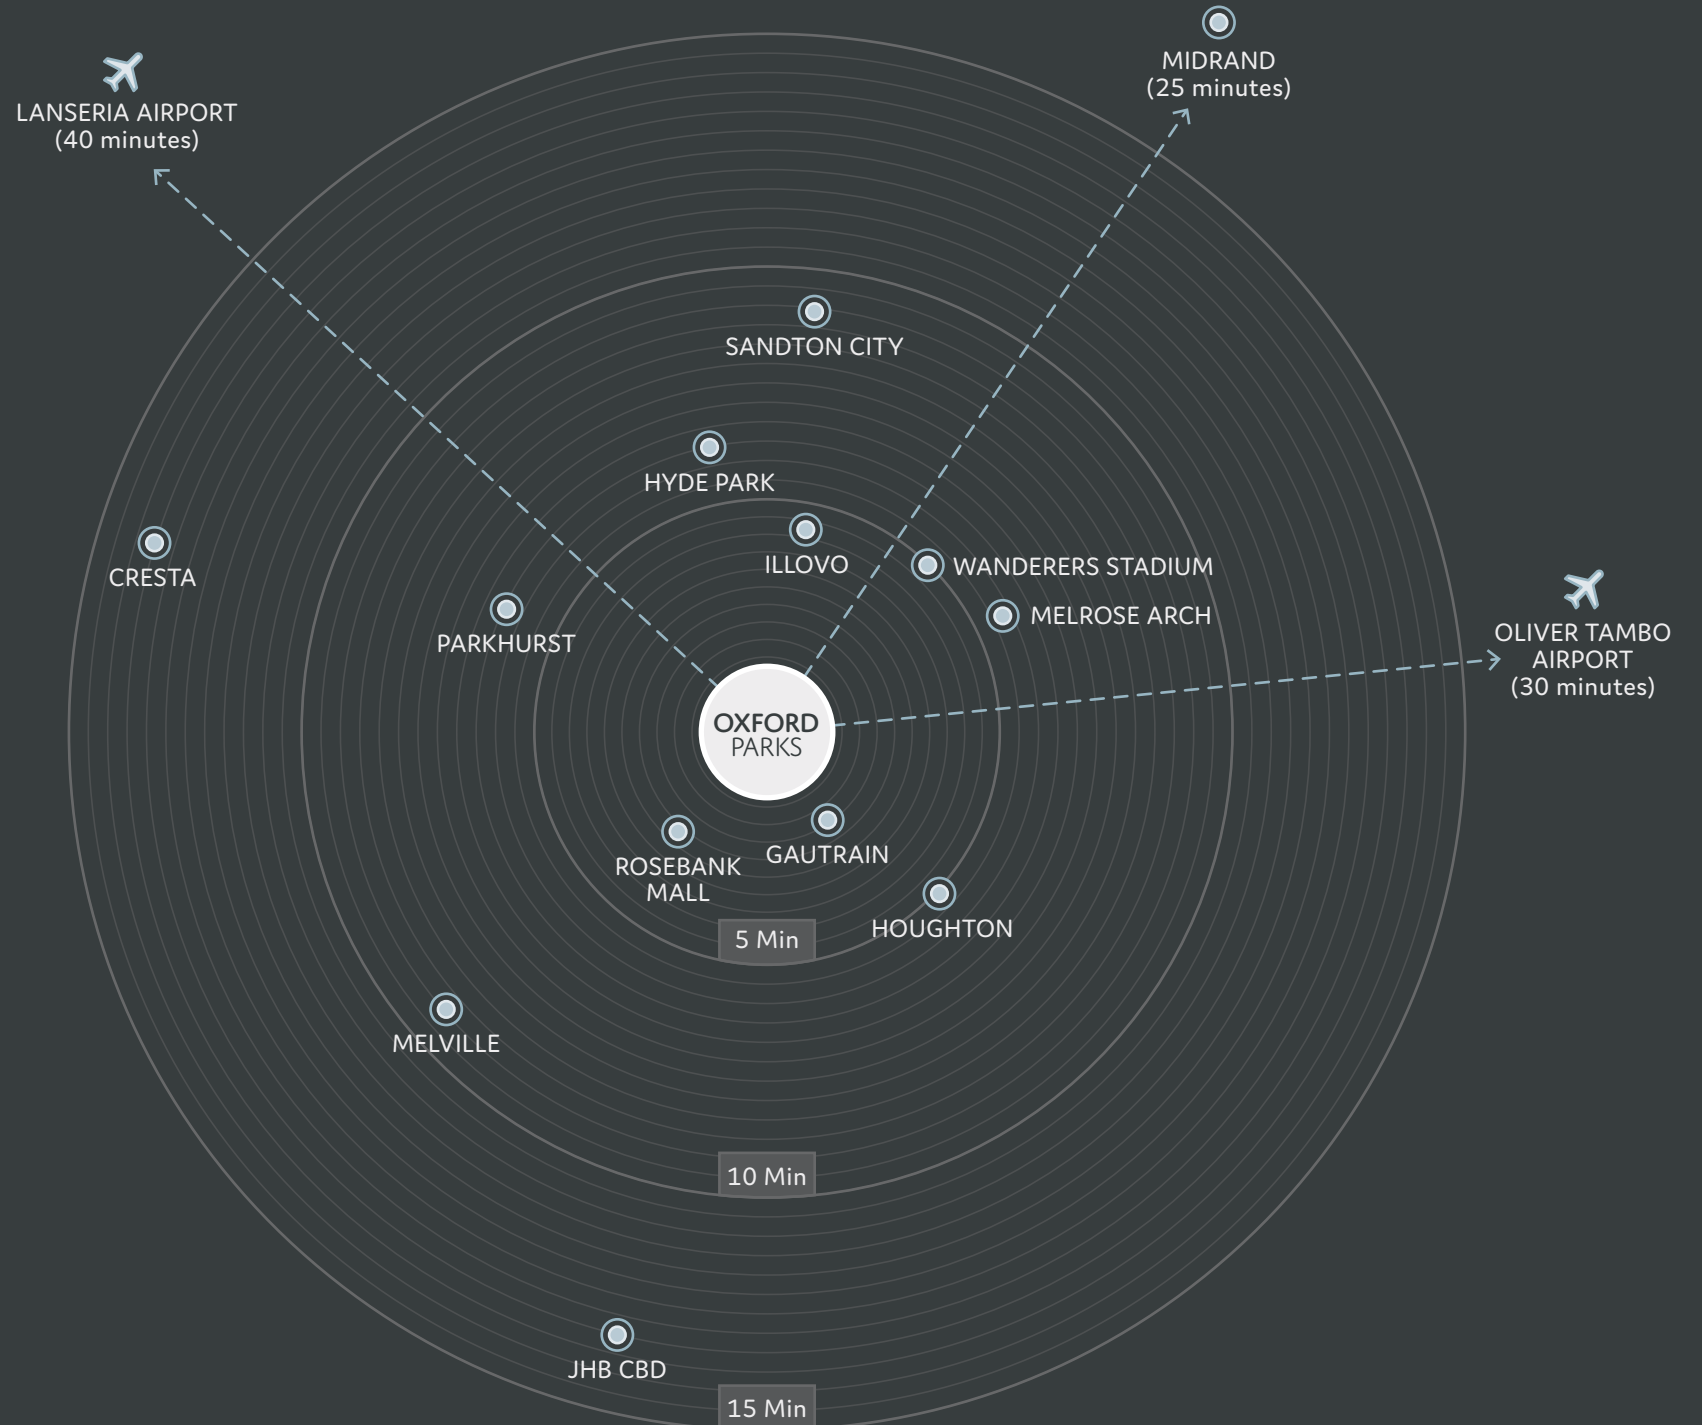 MIDRAND
(25 minutes)
LANSERIA AIRPORT
(40 minutes)
SANDTON CITY
HYDE PARK
ILLOVO
WANDERERS STADIUM
CRESTA
MELROSE ARCH
PARKHURST
OLIVER TAMBO
AIRPORT
(30 minutes)
OXFORD
PARKS
ROSEBANK
MALL
GAUTRAIN
HOUGHTON
5 Min
MELVILLE
10 Min
JHB CBD
15 Min